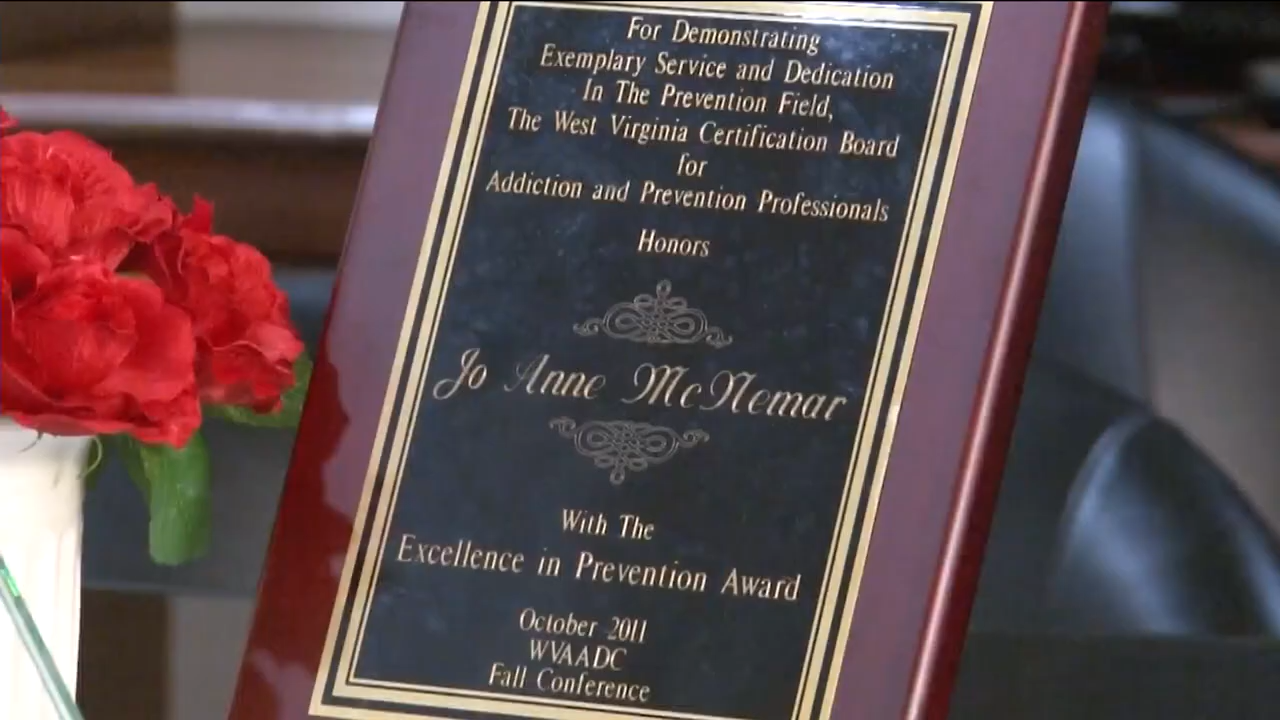 For Demonstrating
Exemplary Service and Dedication
In The Prevention Field,
The West Virginia Certification Board
for
Addiction and Prevention Professionals
Honors
Jo Anne McNemar
With The
Excellence in Prevention Award
October 2011
WVAADC
Fall Conference